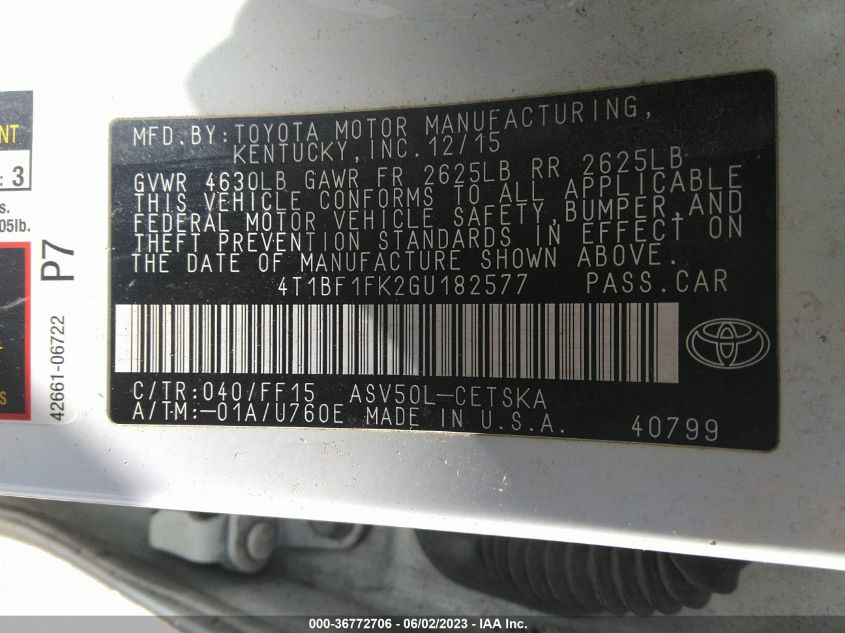 NT
: 3
s.
05lb.
P7
42661-06722
MFD. BY: TOYOTA MOTOR MANUFACTURING,
KENTUCKY, INC. 12/15
GVWR 4630LB GAWR FR 2625LB RR 2625LB
THIS VEHICLE CONFORMS TO ALL APPLICABLE
FEDERAL MOTOR VEHICLE SAFETY, BUMPER, AND
THEFT PREVENTION STANDARDS IN EFFECT ON
THE DATE OF MANUFACTURE SHOWN ABOVE.
4T1BF1FK2GU182577 PASS. CAR
C/TR: 040/FF15 ASV50L-CETSKA
A/TM:-01A/U760E MADE IN U.S.A. 40799
000-36772706 - 06/02/2023 - IAA Inc.